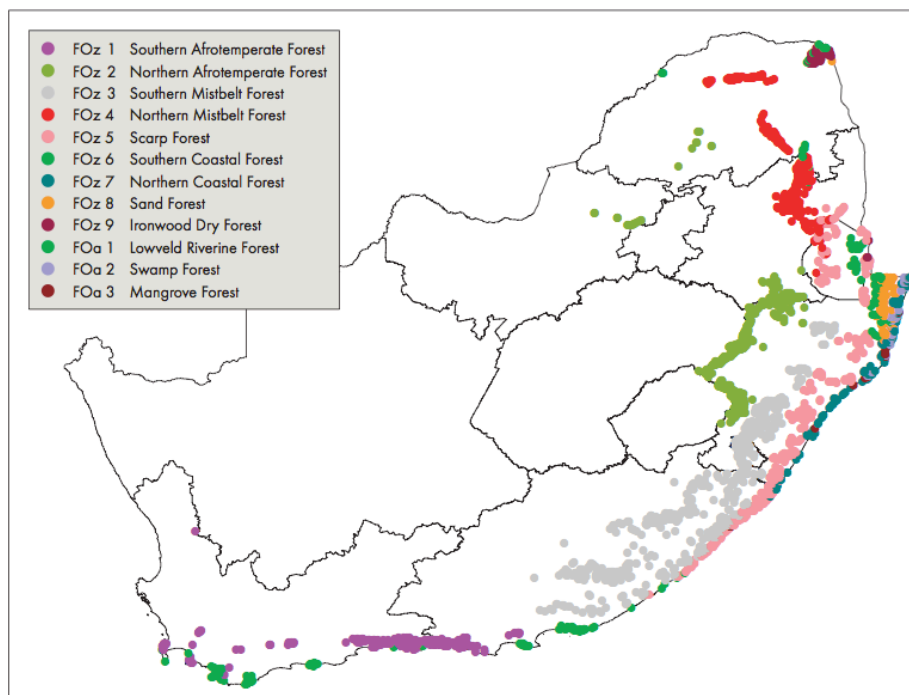 FOz 1 Southern Afrotemperate Forest
FOz 2 Northern Afrotemperate Forest
FOz 3 Southern Mistbelt Forest
FOz 4 Northern Mistbelt Forest
FOz 5 Scarp Forest
FOz 6 Southern Coastal Forest
FOz 7 Northern Coastal Forest
FOz 8 Sand Forest
FOz 9 Ironwood Dry Forest
FOa 1 Lowveld Riverine Forest
FOa 2 Swamp Forest
FOa 3 Mangrove Forest